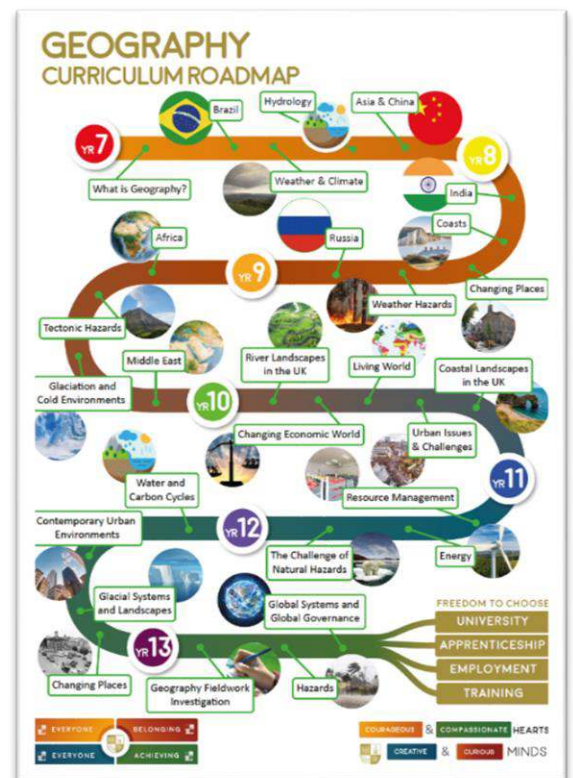 GEOGRAPHY
CURRICULUM ROADMAP
YR 7
What is Geography?
Brazil
Weather & Climate
Hydrology
Asia & China
YR 8
India
Coasts
Changing Places
Weather Hazards
Russia
YR 9
Africa
Tectonic Hazards
Glaciation and
Cold Environments
Middle East
YR 10
River Landscapes
in the UK
Changing Economic World
Living World
Urban Issues
& Challenges
Coastal Landscapes
in the UK
YR 11
Resource Management
Energy
The Challenge of
Natural Hazards
YR 12
Water and
Carbon Cycles
Contemporary Urban
Environments
Glacial Systems
and Landscapes
Changing Places
YR 13
Geography Fieldwork
Investigation
Global Systems and
Global Governance
Hazards
FREEDOM TO CHOOSE
UNIVERSITY
APPRENTICESHIP
EMPLOYMENT
TRAINING
EVERYONE BELONGING
EVERYONE ACHIEVING
COURAGEOUS & COMPASSIONATE HEARTS
CREATIVE & CURIOUS MINDS